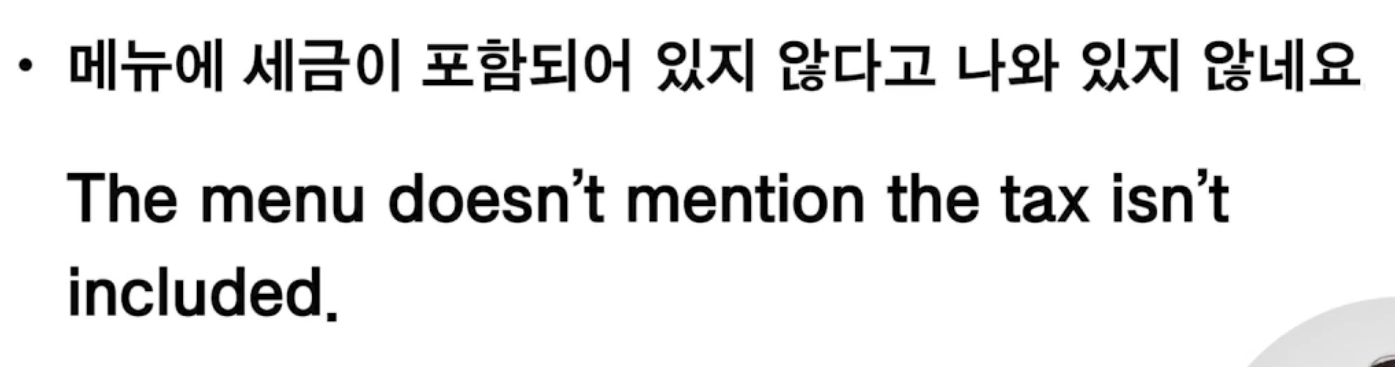 • 메뉴에 세금이 포함되어 있지 않다고 나와 있지 않네요
The menu doesn’t mention the tax isn’t
included.